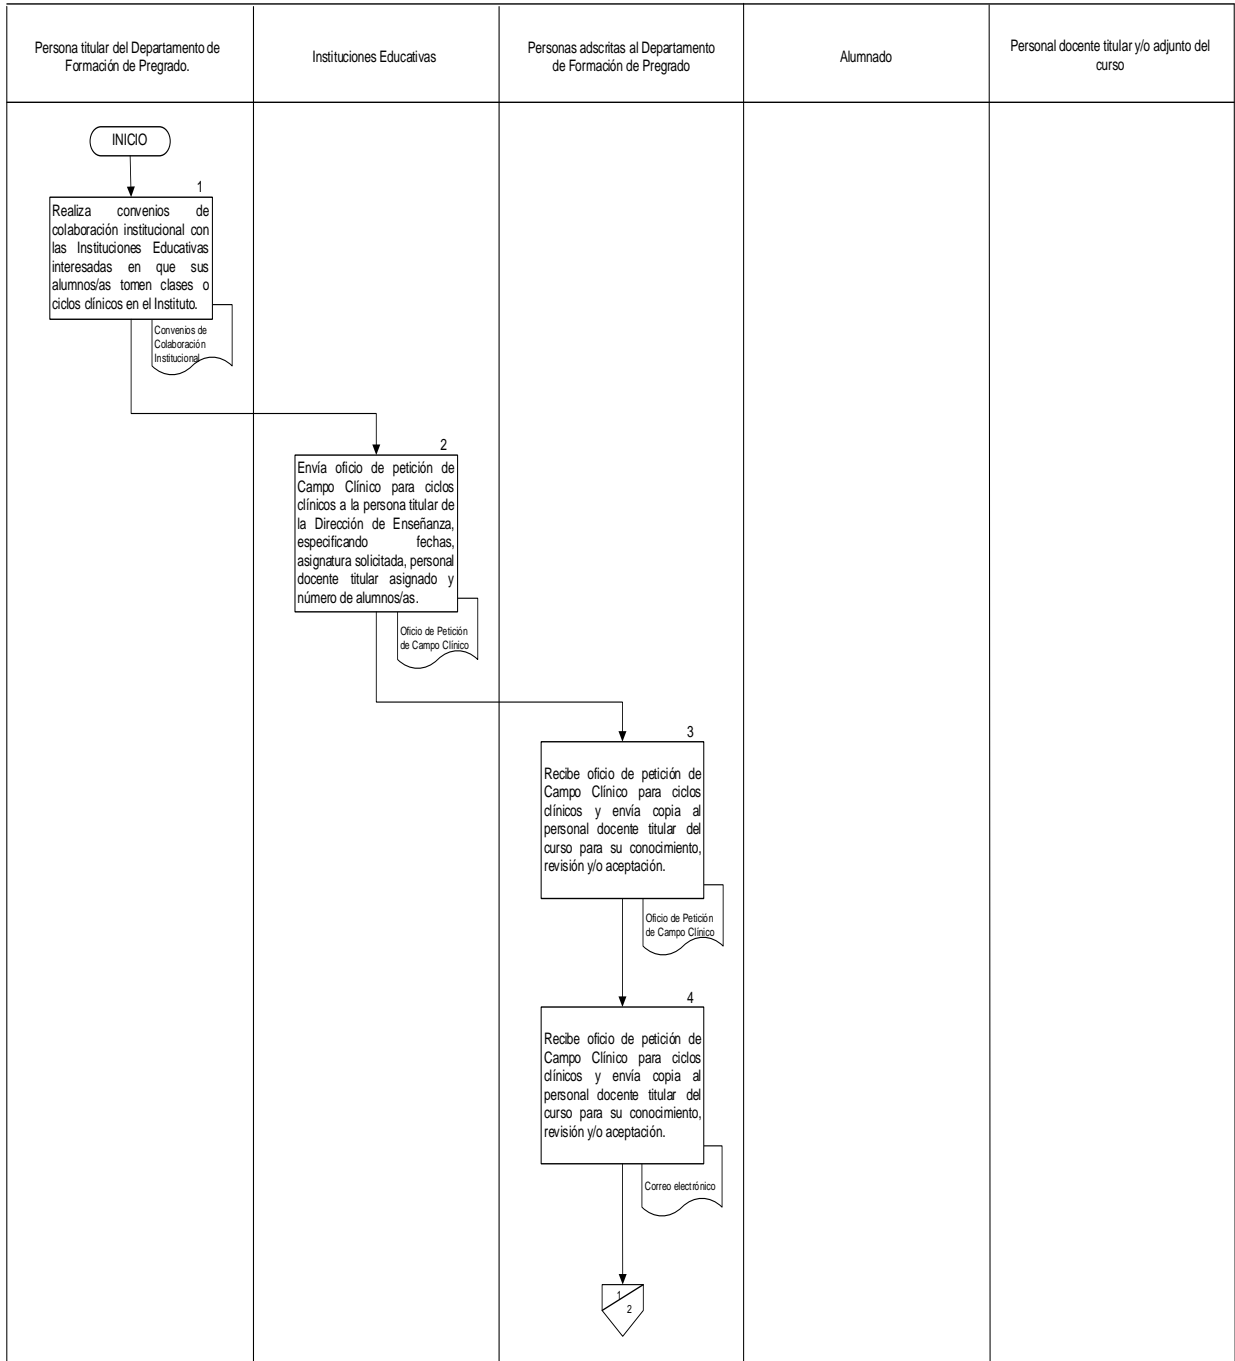 Persona titular del Departamento de
Formación de Pregrado.
Instituciones Educativas
Personas adscritas al Departamento
de Formación de Pregrado
Alumnado
Personal docente titular y/o adjunto del
curso
INICIO
1
Realiza convenios de
colaboración institucional con
las Instituciones Educativas
interesadas en que sus
alumnos/as tomen clases o
ciclos clínicos en el Instituto.
Convenios de
Colaboración
Institucional
2
Envía oficio de petición de
Campo Clínico para ciclos
clínicos a la persona titular de
la Dirección de Enseñanza,
especificando fechas,
asignatura solicitada, personal
docente titular asignado y
número de alumnos/as.
Oficio de Petición
de Campo Clínico
3
Recibe oficio de petición de
Campo Clínico para ciclos
clínicos y envía copia al
personal docente titular del
curso para su conocimiento,
revisión y/o aceptación.
Oficio de Petición
de Campo Clínico
4
Recibe oficio de petición de
Campo Clínico para ciclos
clínicos y envía copia al
personal docente titular del
curso para su conocimiento,
revisión y/o aceptación.
Correo electrónico
1
2